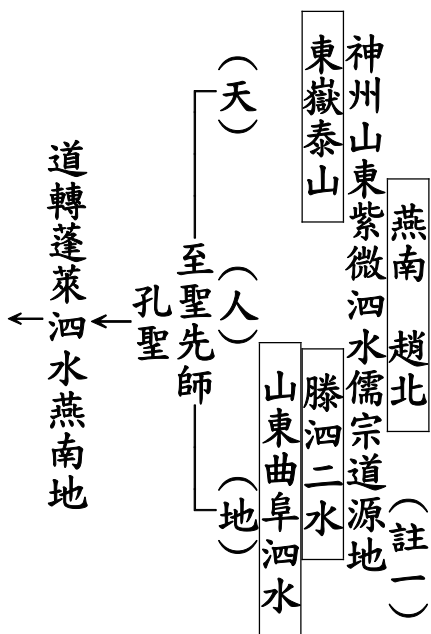 燕南　趙北
（註一）
神州山東紫微泗水儒宗道源地
東嶽泰山
滕泗二水
山東曲阜泗水
（天）
（人）
（地）
至聖先師
孔聖
道轉蓬萊泗水燕南地